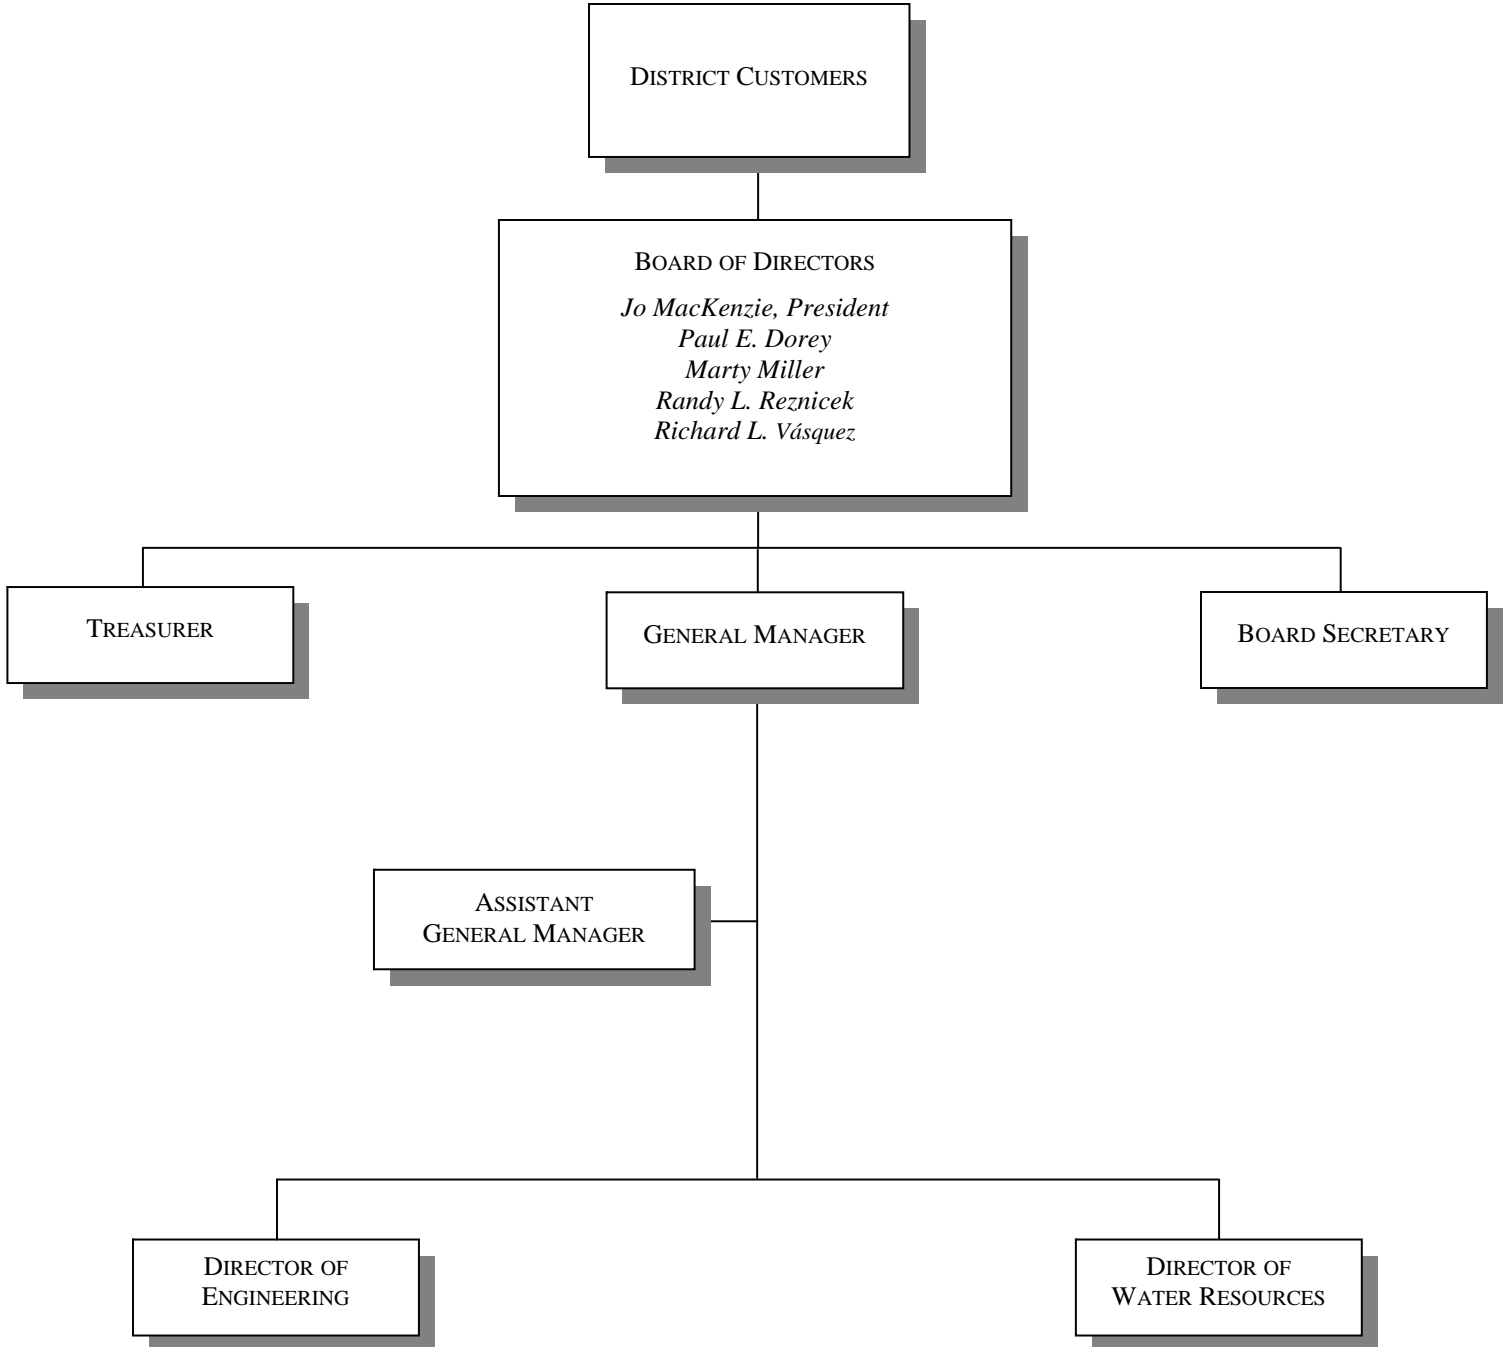 DISTRICT CUSTOMERS
BOARD OF DIRECTORS
Jo MacKenzie, President
Paul E. Dorey
Marty Miller
Randy L. Reznicek
Richard L. Vásquez
TREASURER
GENERAL MANAGER
BOARD SECRETARY
ASSISTANT
GENERAL MANAGER
DIRECTOR OF
ENGINEERING
DIRECTOR OF
WATER RESOURCES